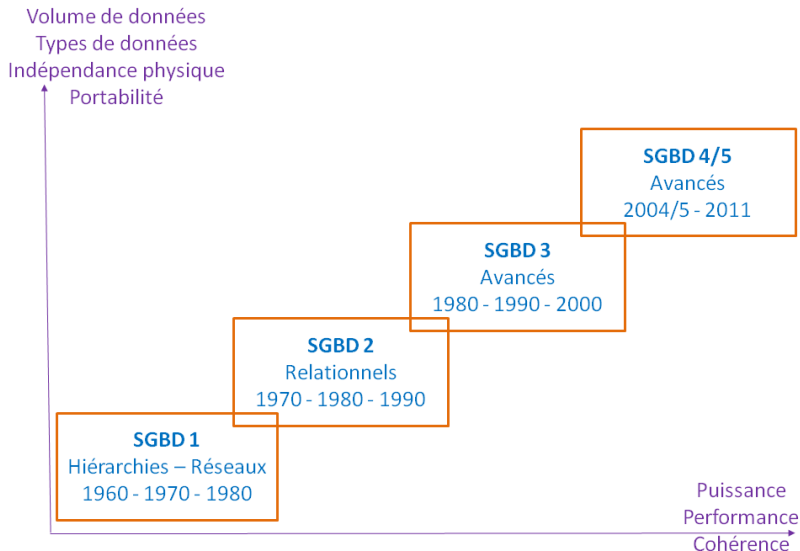 Volume de données
Types de données
Indépendance physique
Portabilité
SGBD 4/5
Avancés
2004/5 - 2011
SGBD 3
Avancés
1980 - 1990 - 2000
SGBD 2
Relationnels
1970 - 1980 - 1990
SGBD 1
Hiérarchies – Réseaux
1960 - 1970 - 1980
Puissance
Performance
Cohérence